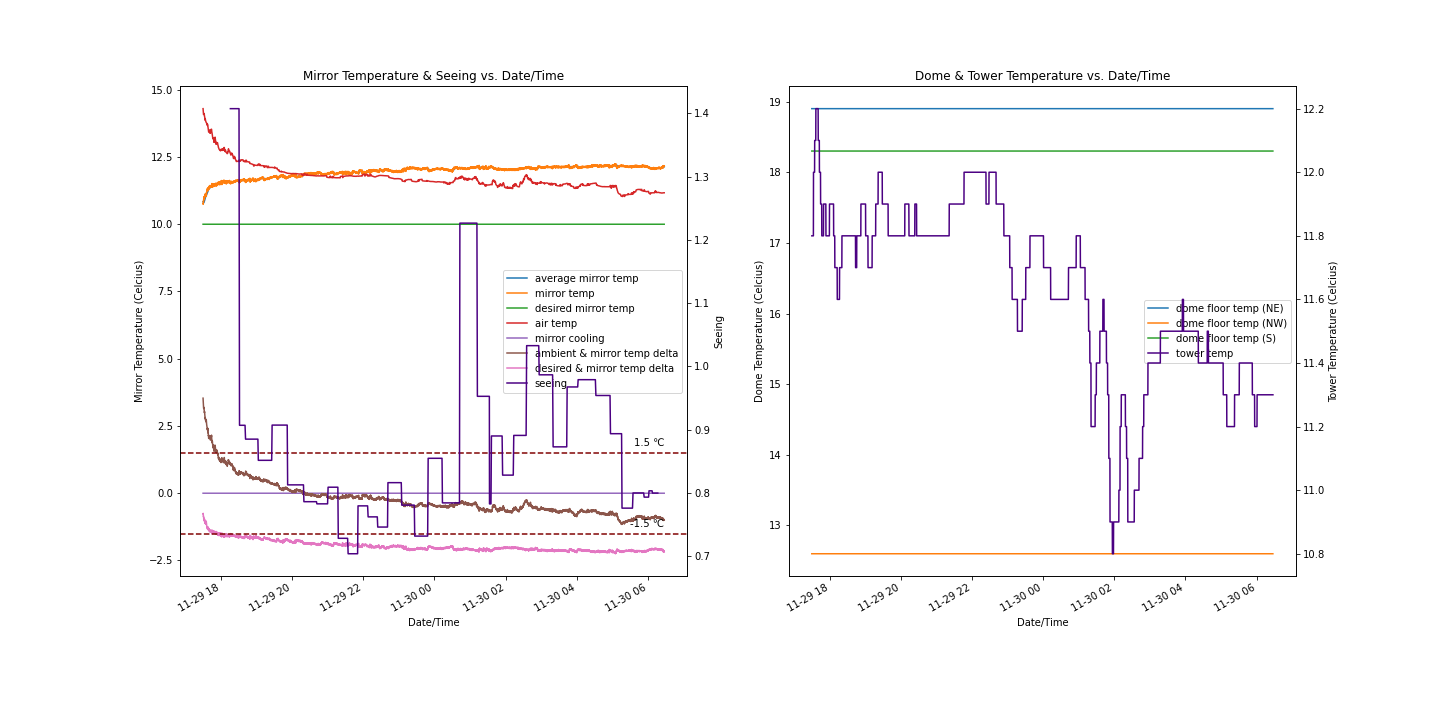 Mirror Temperature & Seeing vs. Date/Time
15.0
12.5
10.0
7.5
5.0
2.5
0.0
−2.5
Mirror Temperature (Celcius)
1.4
1.3
1.2
1.1
1.0
0.9
0.8
0.7
Seeing
average mirror temp
mirror temp
desired mirror temp
air temp
mirror cooling
ambient & mirror temp delta
desired & mirror temp delta
seeing
1.5 °C
-1.5 °C
11-29 18
11-29 20
11-29 22
11-30 00
11-30 02
11-30 04
11-30 06
Date/Time
Dome & Tower Temperature vs. Date/Time
19
18
17
16
15
14
13
Dome Temperature (Celcius)
12.2
12.0
11.8
11.6
11.4
11.2
11.0
10.8
Tower Temperature (Celcius)
dome floor temp (NE)
dome floor temp (NW)
dome floor temp (S)
tower temp
11-29 18
11-29 20
11-29 22
11-30 00
11-30 02
11-30 04
11-30 06
Date/Time